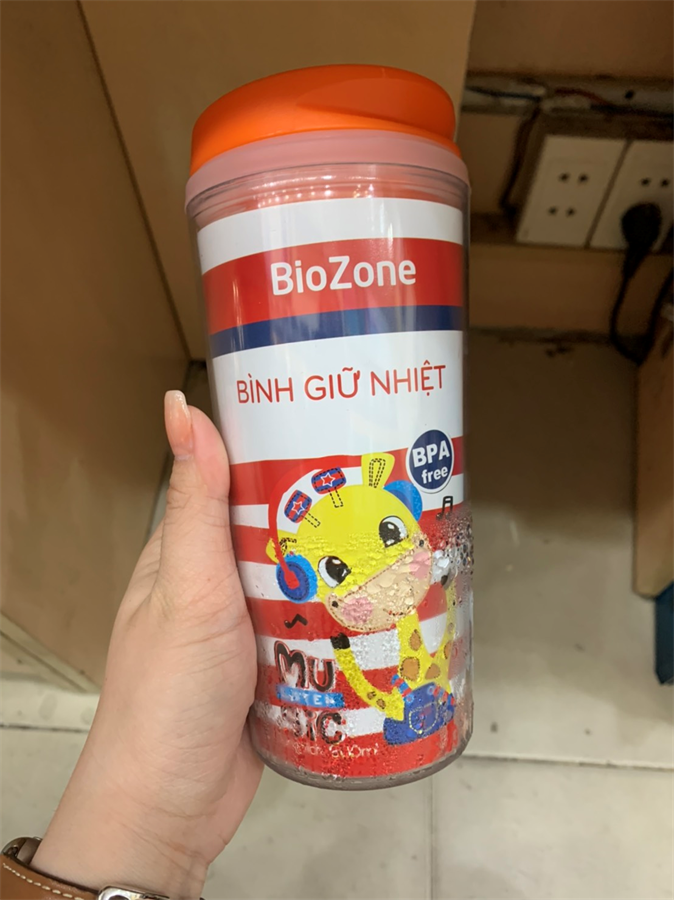 BioZone
BÌNH GIỮ NHIỆT
BPA
free
MU
SIC